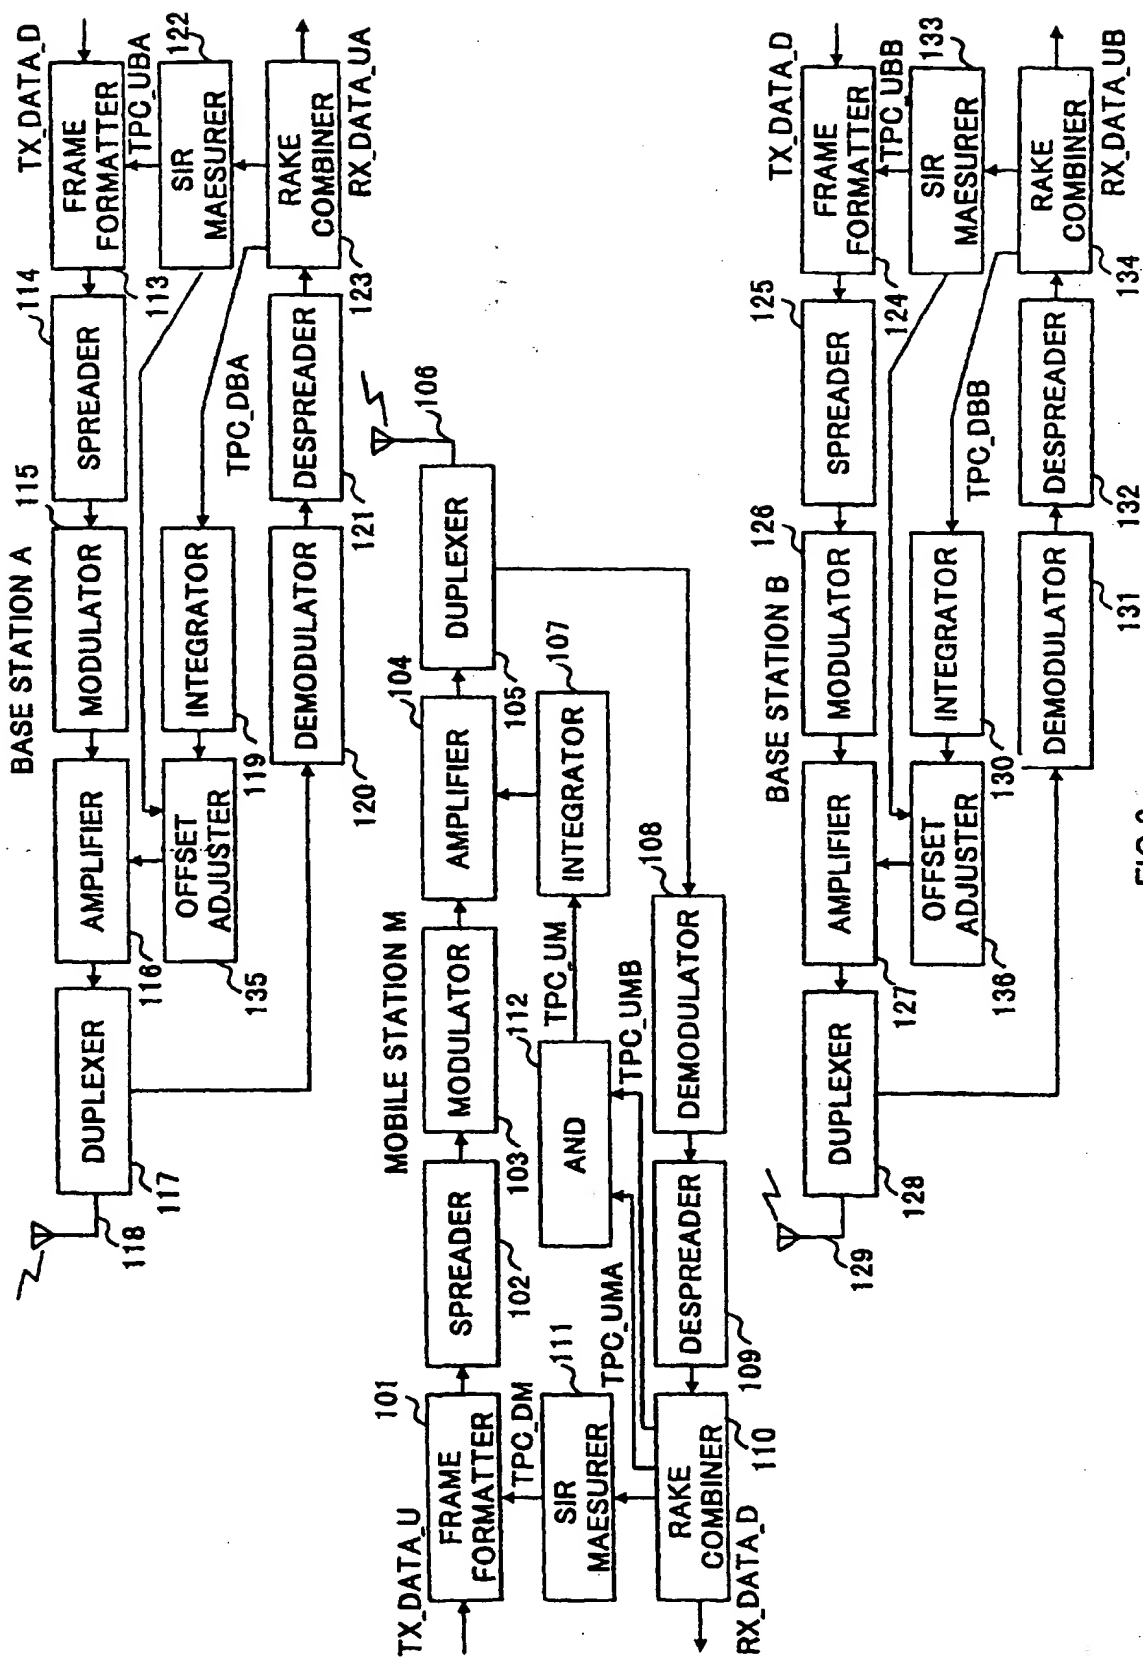 BASE STATION A
TX_DATA_D
FRAME
FORMATTER
113
SPREADER
114
MODULATOR
115
AMPLIFIER
116
DUPLEXER
117
118
TPC_UBA
SIR
MAESURER
122
INTEGRATOR
119
OFFSET
ADJUSTER
135
TPC_DBA
RAKE
COMBINER
123
RX_DATA_UA
DESPREADER
121
DEMODULATOR
120
MOBILE STATION M
TX_DATA_U
FRAME
FORMATTER
101
SPREADER
102
MODULATOR
103
AMPLIFIER
104
DUPLEXER
105
106
TPC_DM
SIR
MAESURER
111
AND
112
TPC_UM
INTEGRATOR
107
TPC_UMA
TPC_UMB
RAKE
COMBINER
110
RX_DATA_D
DESPREADER
109
DEMODULATOR
108
BASE STATION B
TX_DATA_D
FRAME
FORMATTER
124
SPREADER
125
MODULATOR
126
AMPLIFIER
127
DUPLEXER
128
129
TPC_UBB
SIR
MAESURER
133
INTEGRATOR
130
OFFSET
ADJUSTER
136
TPC_DBB
RAKE
COMBINER
134
RX_DATA_UB
DESPREADER
132
DEMODULATOR
131